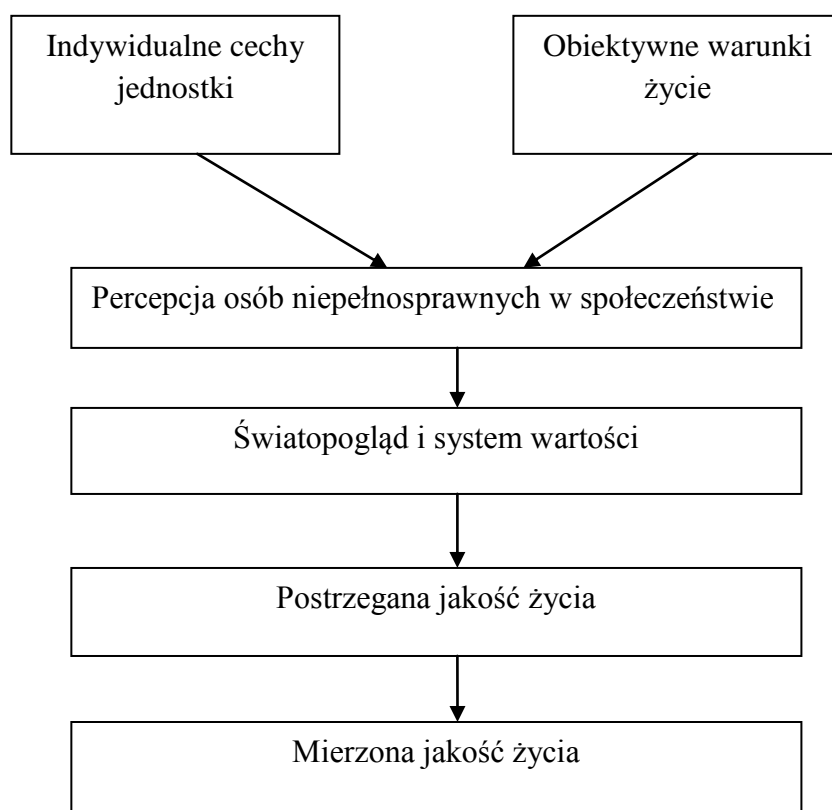 Indywidualne cechy
jednostki
Obiektywne warunki
życie
Percepcja osób niepełnosprawnych w społeczeństwie
Światopogląd i system wartości
Postrzegana jakość życia
Mierzona jakość życia